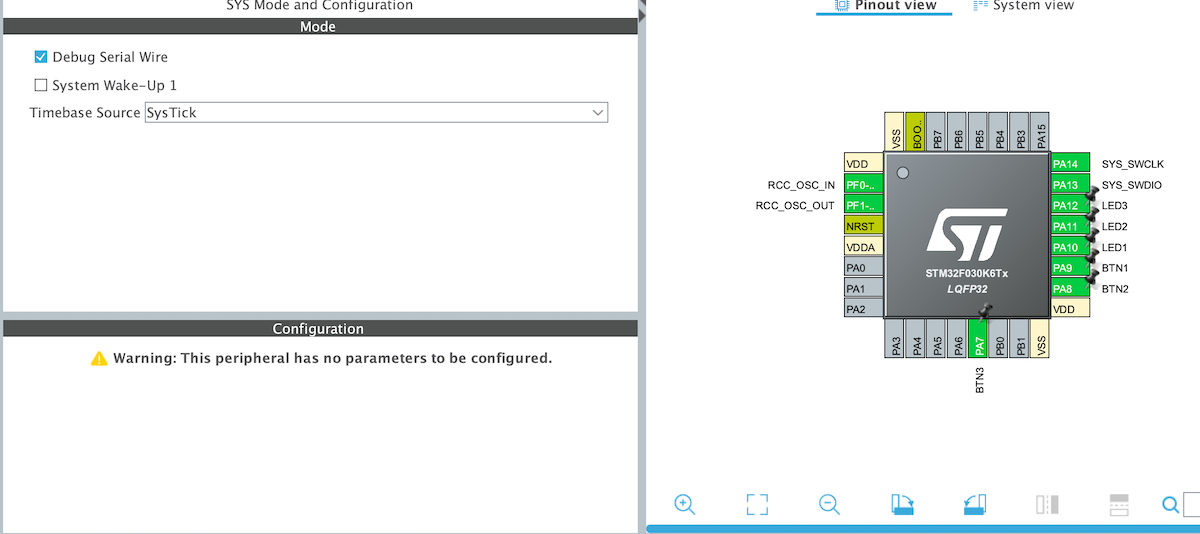 SYS Mode and Configuration
Mode
Debug Serial Wire
System Wake-Up 1
Timebase Source SysTick
Configuration
Warning: This peripheral has no parameters to be configured.
Pinout view
System view
VSS
BOO..
PB7
PB6
PB5
PB4
PB3
PA15
VDD
RCC_OSC_IN PF0-..
RCC_OSC_OUT PF1-..
NRST
VDDA
PA0
PA1
PA2
ST
STM32F030K6Tx
LQFP32
PA14 SYS_SWCLK
PA13 SYS_SWDIO
PA12 LED3
PA11 LED2
PA10 LED1
PA9 BTN1
PA8 BTN2
VDD
PA3
PA4
PA5
PA6
PA7
PB0
PB1
VSS
BTN3